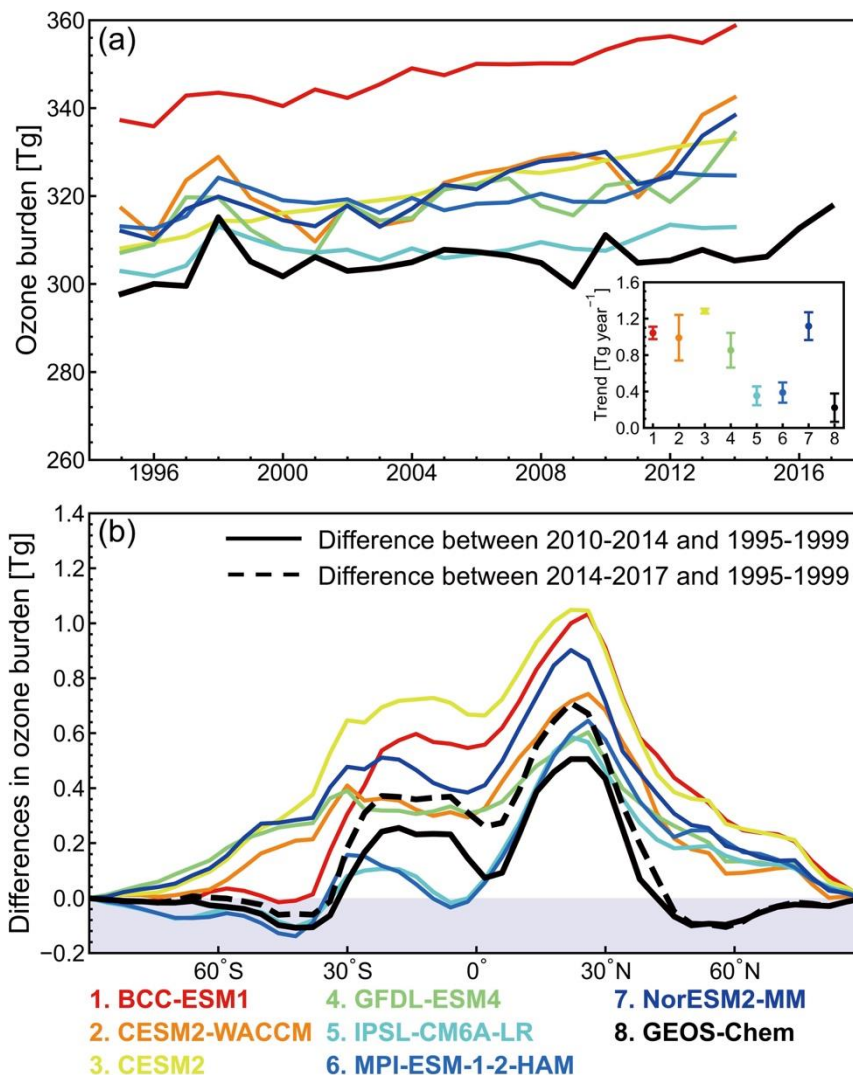 (a)
Ozone burden [Tg]
360
340
320
300
280
260
1996
2000
2004
2008
2012
2016
Trend [Tg year⁻¹]
1.6
1.2
0.8
0.4
0.0
1 2 3 4 5 6 7 8
(b)
Differences in ozone burden [Tg]
1.4
1.2
1.0
0.8
0.6
0.4
0.2
0.0
−0.2
Difference between 2010-2014 and 1995-1999
Difference between 2014-2017 and 1995-1999
60°S
30°S
0°
30°N
60°N
1. BCC-ESM1
4. GFDL-ESM4
7. NorESM2-MM
2. CESM2-WACCM
5. IPSL-CM6A-LR
8. GEOS-Chem
3. CESM2
6. MPI-ESM-1-2-HAM